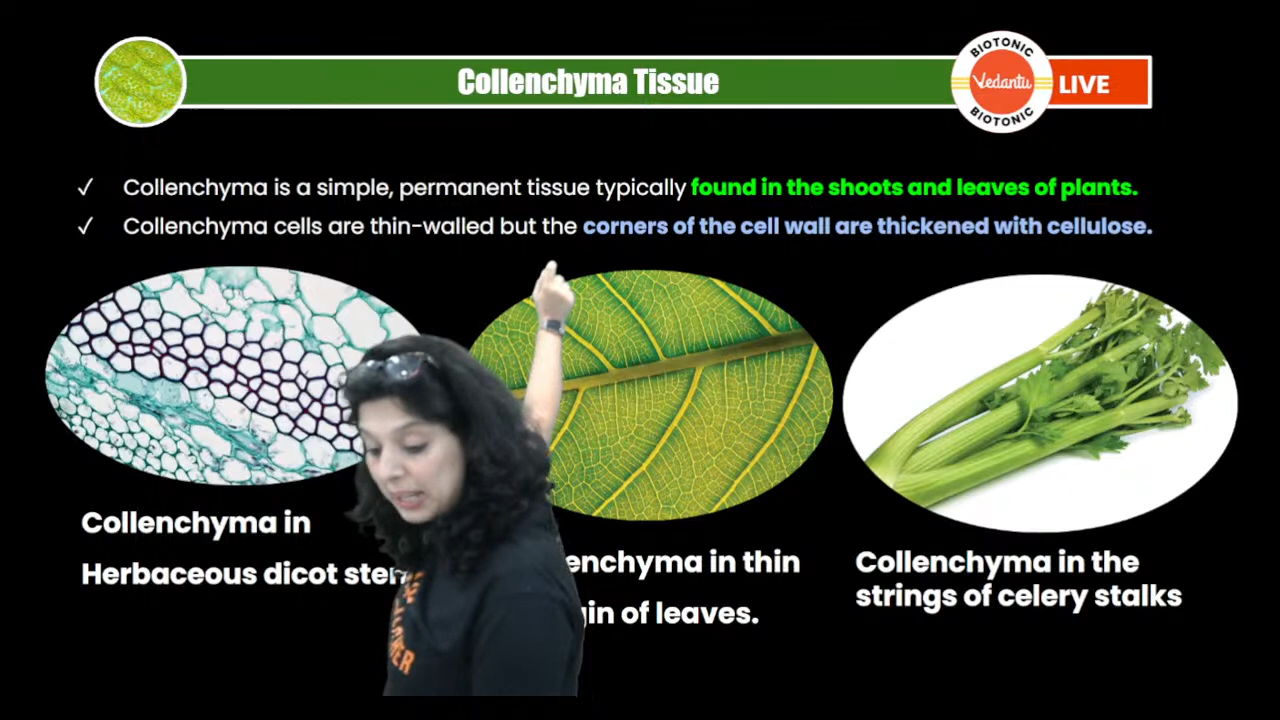 Collenchyma Tissue
BIOTONIC
Vedantu
BIOTONIC
LIVE
✓ Collenchyma is a simple, permanent tissue typically found in the shoots and leaves of plants.
✓ Collenchyma cells are thin-walled but the corners of the cell wall are thickened with cellulose.
Collenchyma in
Herbaceous dicot
enchyma in thin
in of leaves.
Collenchyma in the
strings of celery stalks